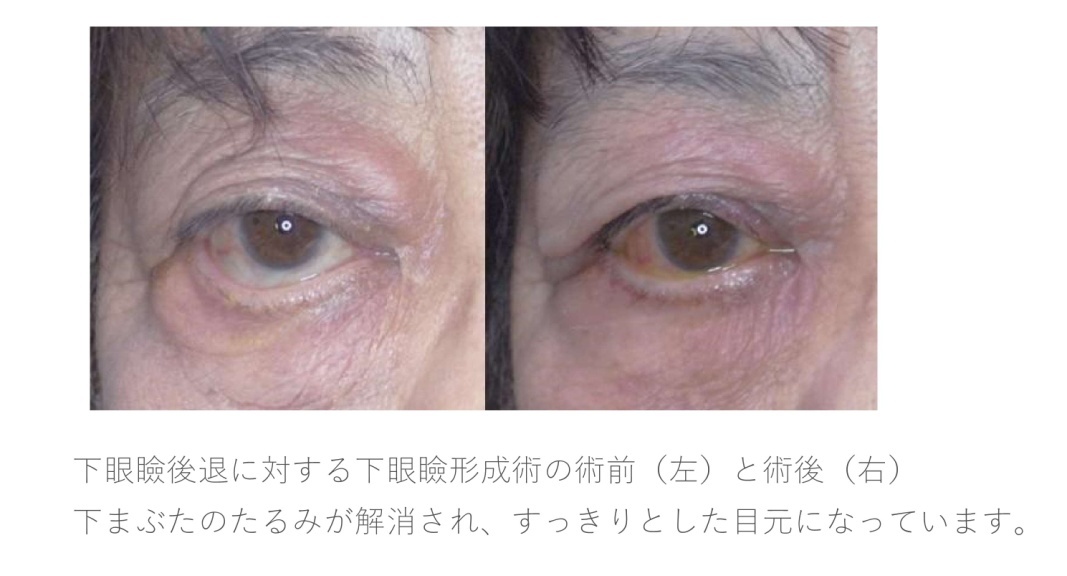 下眼瞼後退に対する下眼瞼形成術の術前（左）と術後（右）
下まぶたのたるみが解消され、すっきりとした目元になっています。